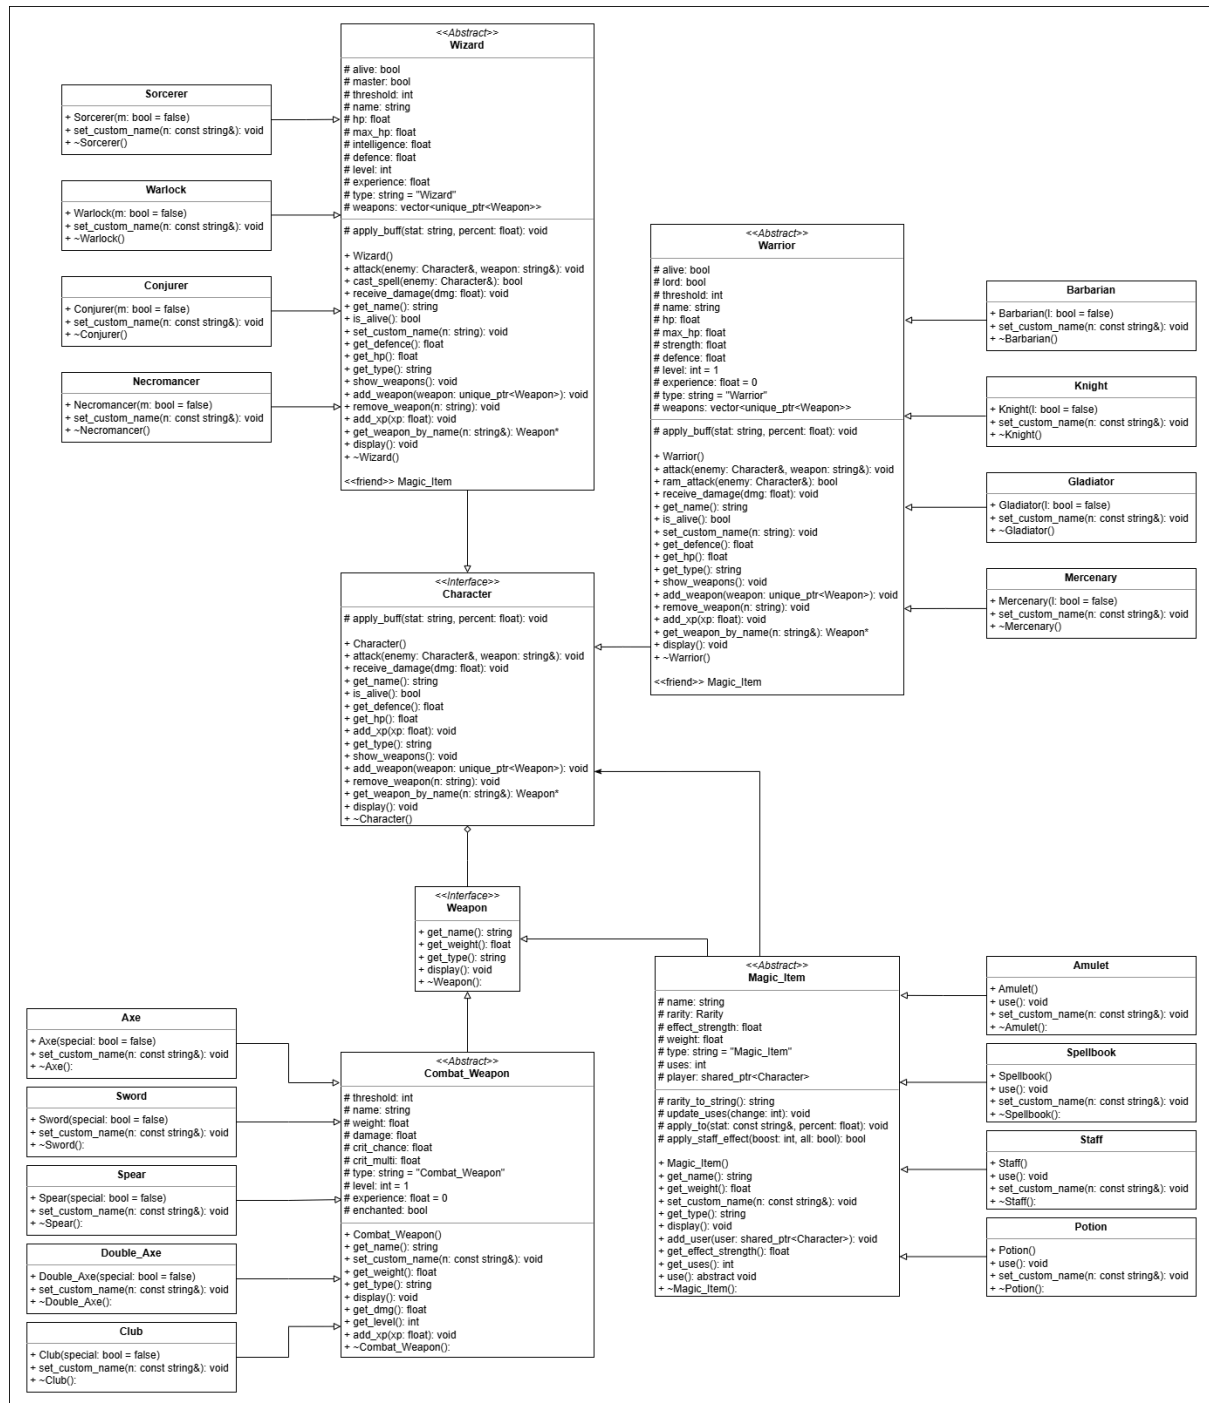 <<Abstract>>
Wizard
# alive: bool
# master: bool
# threshold: int
# name: string
# hp: float
# max_hp: float
# intelligence: float
# defence: float
# level: int
# experience: float
# type: string = "Wizard"
# weapons: vector<unique_ptr<Weapon>>
# apply_buff(stat: string, percent: float): void
+ Wizard()
+ attack(enemy: Character&, weapon: string&): void
+ cast_spell(enemy: Character&): bool
+ receive_damage(dmg: float): void
+ get_name(): string
+ is_alive(): bool
+ set_custom_name(n: string): void
+ get_defence(): float
+ get_hp(): float
+ get_type(): string
+ show_weapons(): void
+ add_weapon(weapon: unique_ptr<Weapon>): void
+ remove_weapon(n: string): void
+ add_xp(xp: float): void
+ get_weapon_by_name(n: string&): Weapon*
+ display(): void
+ ~Wizard()
<<friend>> Magic_Item
Sorcerer
+ Sorcerer(m: bool = false)
+ set_custom_name(n: const string&): void
+ ~Sorcerer()
Warlock
+ Warlock(m: bool = false)
+ set_custom_name(n: const string&): void
+ ~Warlock()
Conjurer
+ Conjurer(m: bool = false)
+ set_custom_name(n: const string&): void
+ ~Conjurer()
Necromancer
+ Necromancer(m: bool = false)
+ set_custom_name(n: const string&): void
+ ~Necromancer()
<<Abstract>>
Warrior
# alive: bool
# lord: bool
# threshold: int
# name: string
# hp: float
# max_hp: float
# strength: float
# defence: float
# level: int = 1
# experience: float = 0
# type: string = "Warrior"
# weapons: vector<unique_ptr<Weapon>>
# apply_buff(stat: string, percent: float): void
+ Warrior()
+ attack(enemy: Character&, weapon: string&): void
+ ram_attack(enemy: Character&): bool
+ receive_damage(dmg: float): void
+ get_name(): string
+ is_alive(): bool
+ set_custom_name(n: string): void
+ get_defence(): float
+ get_hp(): float
+ get_type(): string
+ show_weapons(): void
+ add_weapon(weapon: unique_ptr<Weapon>): void
+ remove_weapon(n: string): void
+ add_xp(xp: float): void
+ get_weapon_by_name(n: string&): Weapon*
+ display(): void
+ ~Warrior()
<<friend>> Magic_Item
Barbarian
+ Barbarian(l: bool = false)
+ set_custom_name(n: const string&): void
+ ~Barbarian()
Knight
+ Knight(l: bool = false)
+ set_custom_name(n: const string&): void
+ ~Knight()
Gladiator
+ Gladiator(l: bool = false)
+ set_custom_name(n: const string&): void
+ ~Gladiator()
Mercenary
+ Mercenary(l: bool = false)
+ set_custom_name(n: const string&): void
+ ~Mercenary()
<<Interface>>
Character
# apply_buff(stat: string, percent: float): void
+ Character()
+ attack(enemy: Character&, weapon: string&): void
+ receive_damage(dmg: float): void
+ get_name(): string
+ is_alive(): bool
+ get_defence(): float
+ get_hp(): float
+ add_xp(xp: float): void
+ get_type(): string
+ show_weapons(): void
+ add_weapon(weapon: unique_ptr<Weapon>): void
+ remove_weapon(n: string): void
+ get_weapon_by_name(n: string&): Weapon*
+ display(): void
+ ~Character()
<<Interface>>
Weapon
+ get_name(): string
+ get_weight(): float
+ get_type(): string
+ display(): void
+ ~Weapon():
<<Abstract>>
Magic_Item
# name: string
# rarity: Rarity
# effect_strength: float
# weight: float
# type: string = "Magic_Item"
# uses: int
# player: shared_ptr<Character>
# rarity_to_string(): string
# update_uses(change: int): void
# apply_to(stat: const string&, percent: float): void
# apply_staff_effect(boost: int, all: bool): bool
+ Magic_Item()
+ get_name(): string
+ get_weight(): float
+ set_custom_name(n: const string&): void
+ get_type(): string
+ display(): void
+ add_user(user: shared_ptr<Character>): void
+ get_effect_strength(): float
+ get_uses(): int
+ use(): abstract void
+ ~Magic_Item():
Amulet
+ Amulet()
+ use(): void
+ set_custom_name(n: const string&): void
+ ~Amulet():
Spellbook
+ Spellbook()
+ use(): void
+ set_custom_name(n: const string&): void
+ ~Spellbook():
Staff
+ Staff()
+ use(): void
+ set_custom_name(n: const string&): void
+ ~Staff():
Potion
+ Potion()
+ use(): void
+ set_custom_name(n: const string&): void
+ ~Potion():
Axe
+ Axe(special: bool = false)
+ set_custom_name(n: const string&): void
+ ~Axe():
Sword
+ Sword(special: bool = false)
+ set_custom_name(n: const string&): void
+ ~Sword():
Spear
+ Spear(special: bool = false)
+ set_custom_name(n: const string&): void
+ ~Spear():
Double_Axe
+ Double_Axe(special: bool = false)
+ set_custom_name(n: const string&): void
+ ~Double_Axe():
Club
+ Club(special: bool = false)
+ set_custom_name(n: const string&): void
+ ~Club():
<<Abstract>>
Combat_Weapon
# threshold: int
# name: string
# weight: float
# damage: float
# crit_chance: float
# crit_multi: float
# type: string = "Combat_Weapon"
# level: int = 1
# experience: float = 0
# enchanted: bool
+ Combat_Weapon()
+ get_name(): string
+ set_custom_name(n: const string&): void
+ get_weight(): float
+ get_type(): string
+ display(): void
+ get_dmg(): float
+ get_level(): int
+ add_xp(xp: float): void
+ ~Combat_Weapon():